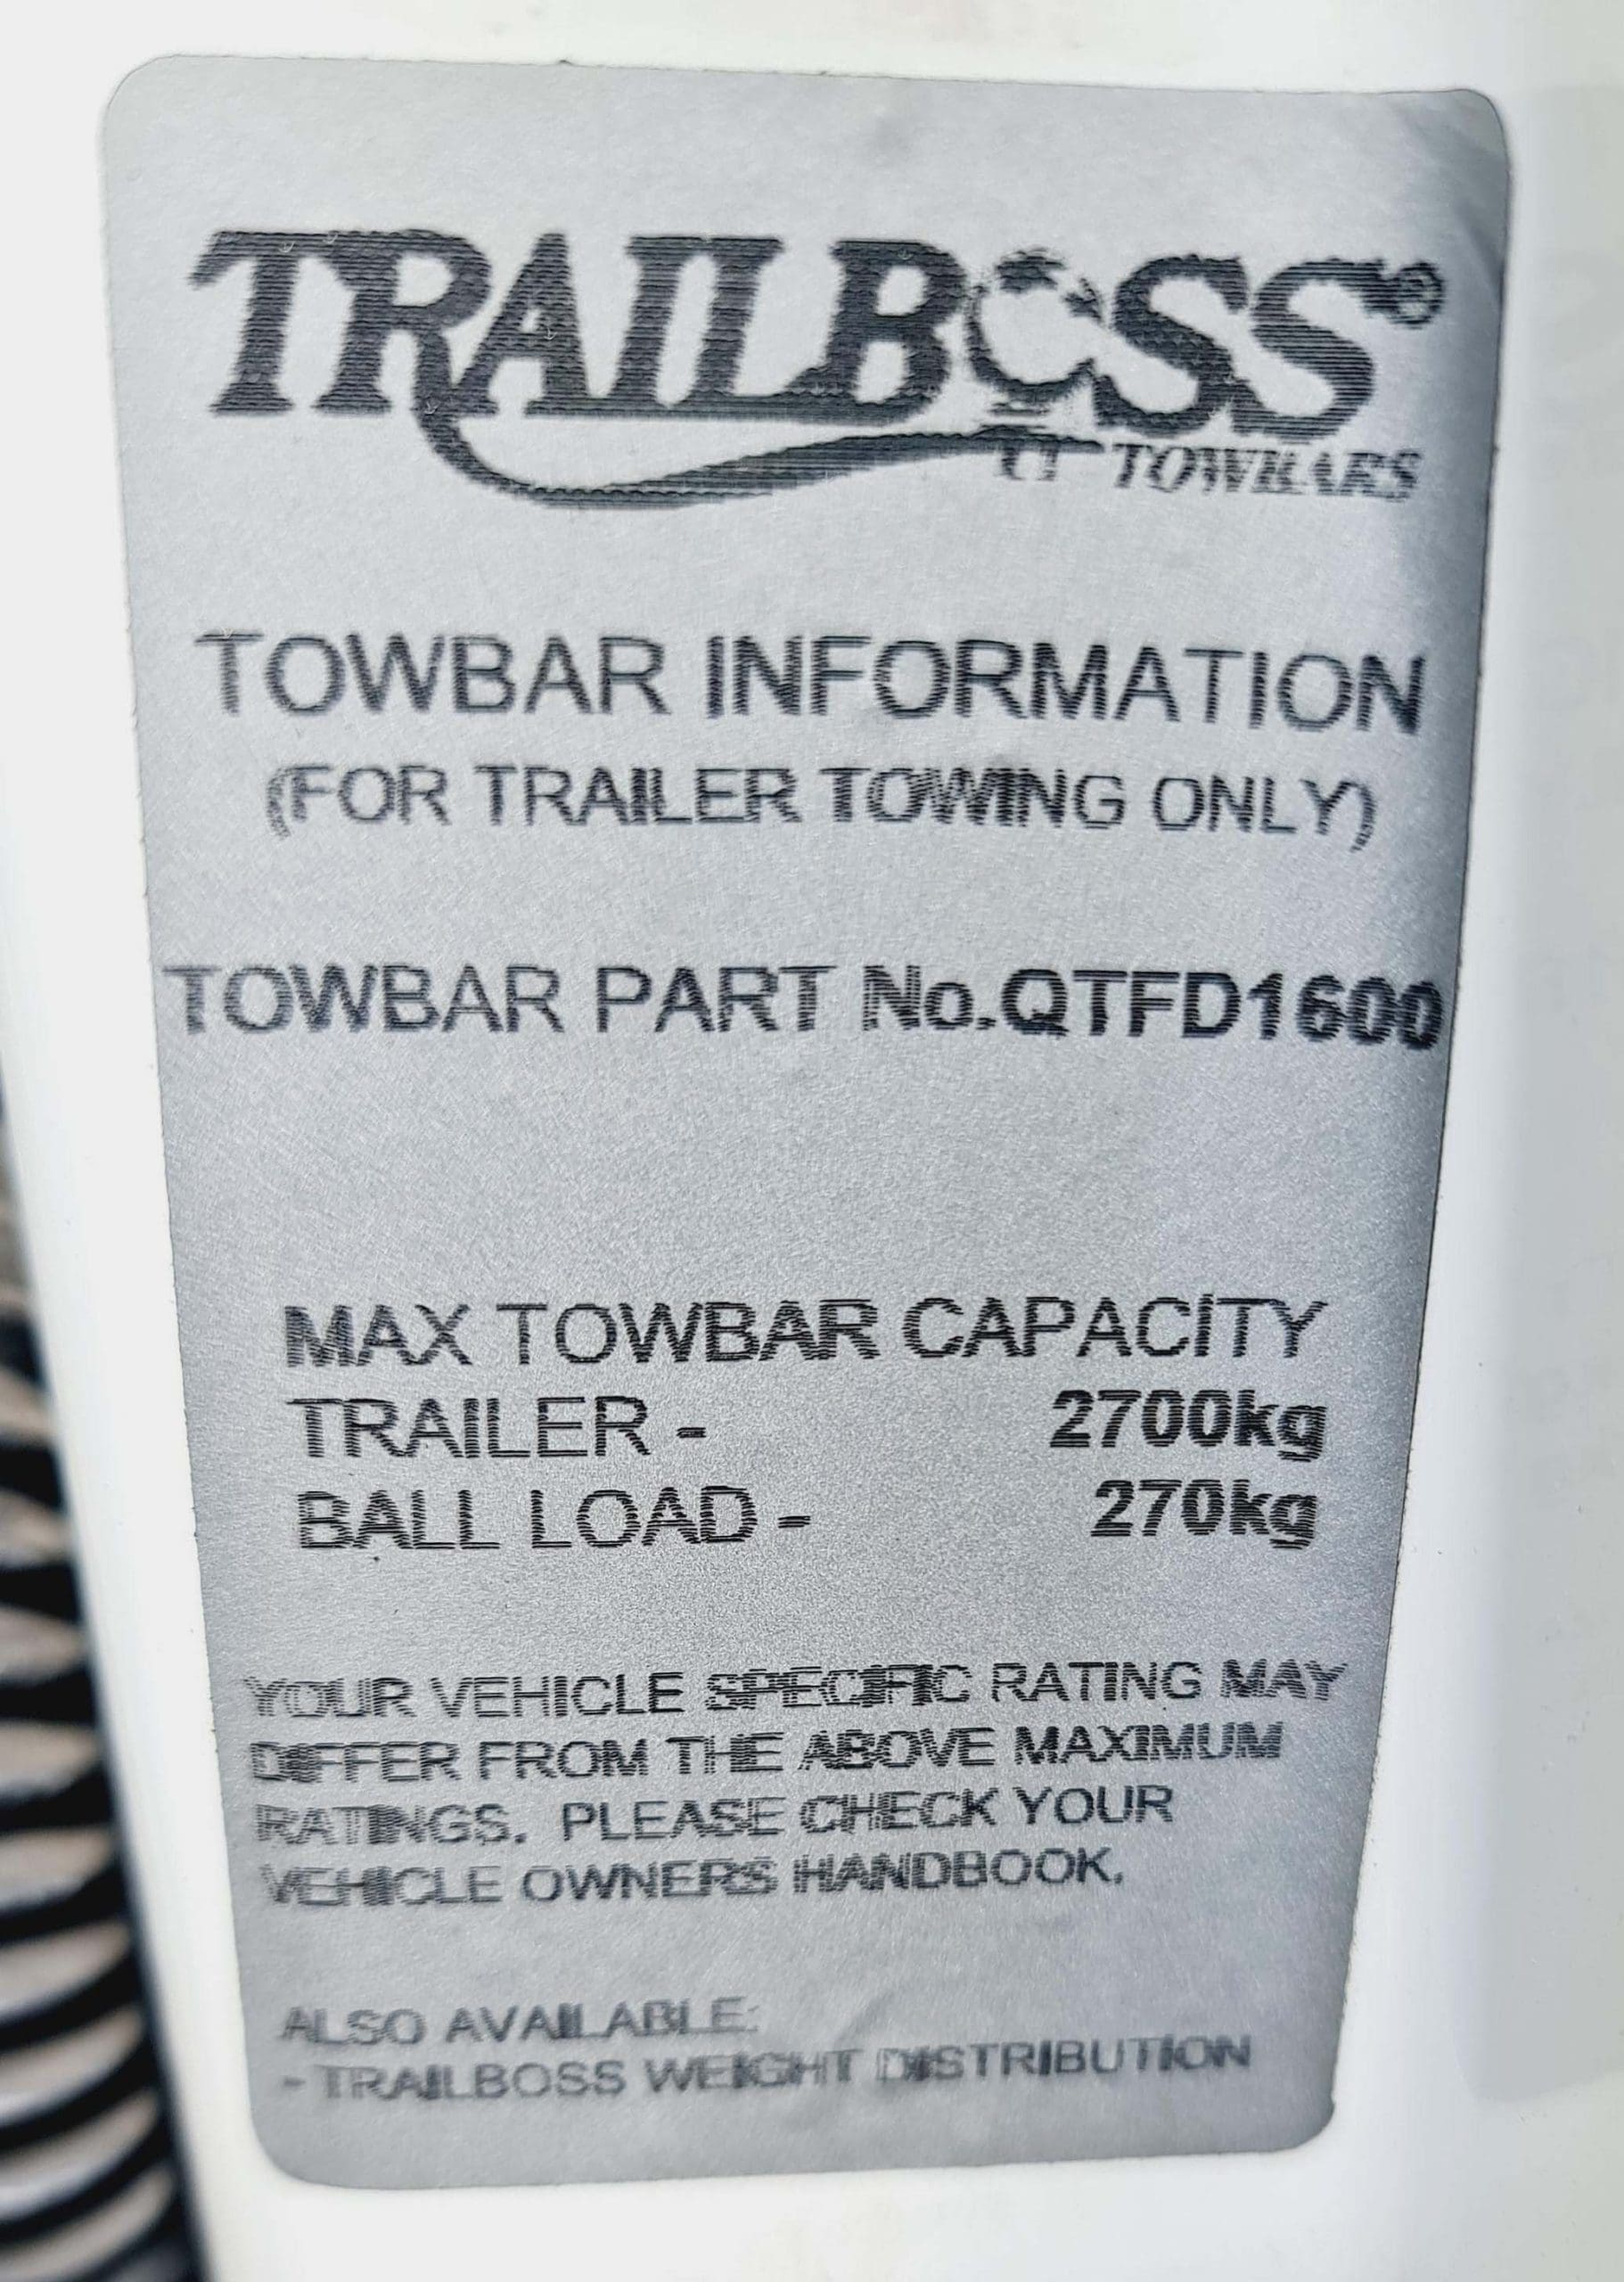 TRAILBOSS®
TOWBARS
TOWBAR INFORMATION
(FOR TRAILER TOWING ONLY)
TOWBAR PART No.QTFD1600
MAX TOWBAR CAPACITY
TRAILER - 2700kg
BALL LOAD - 270kg
YOUR VEHICLE SPECIFIC RATING MAY
DIFFER FROM THE ABOVE MAXIMUM
RATINGS. PLEASE CHECK YOUR
VEHICLE OWNERS HANDBOOK.
ALSO AVAILABLE:
- TRAILBOSS WEIGHT DISTRIBUTION